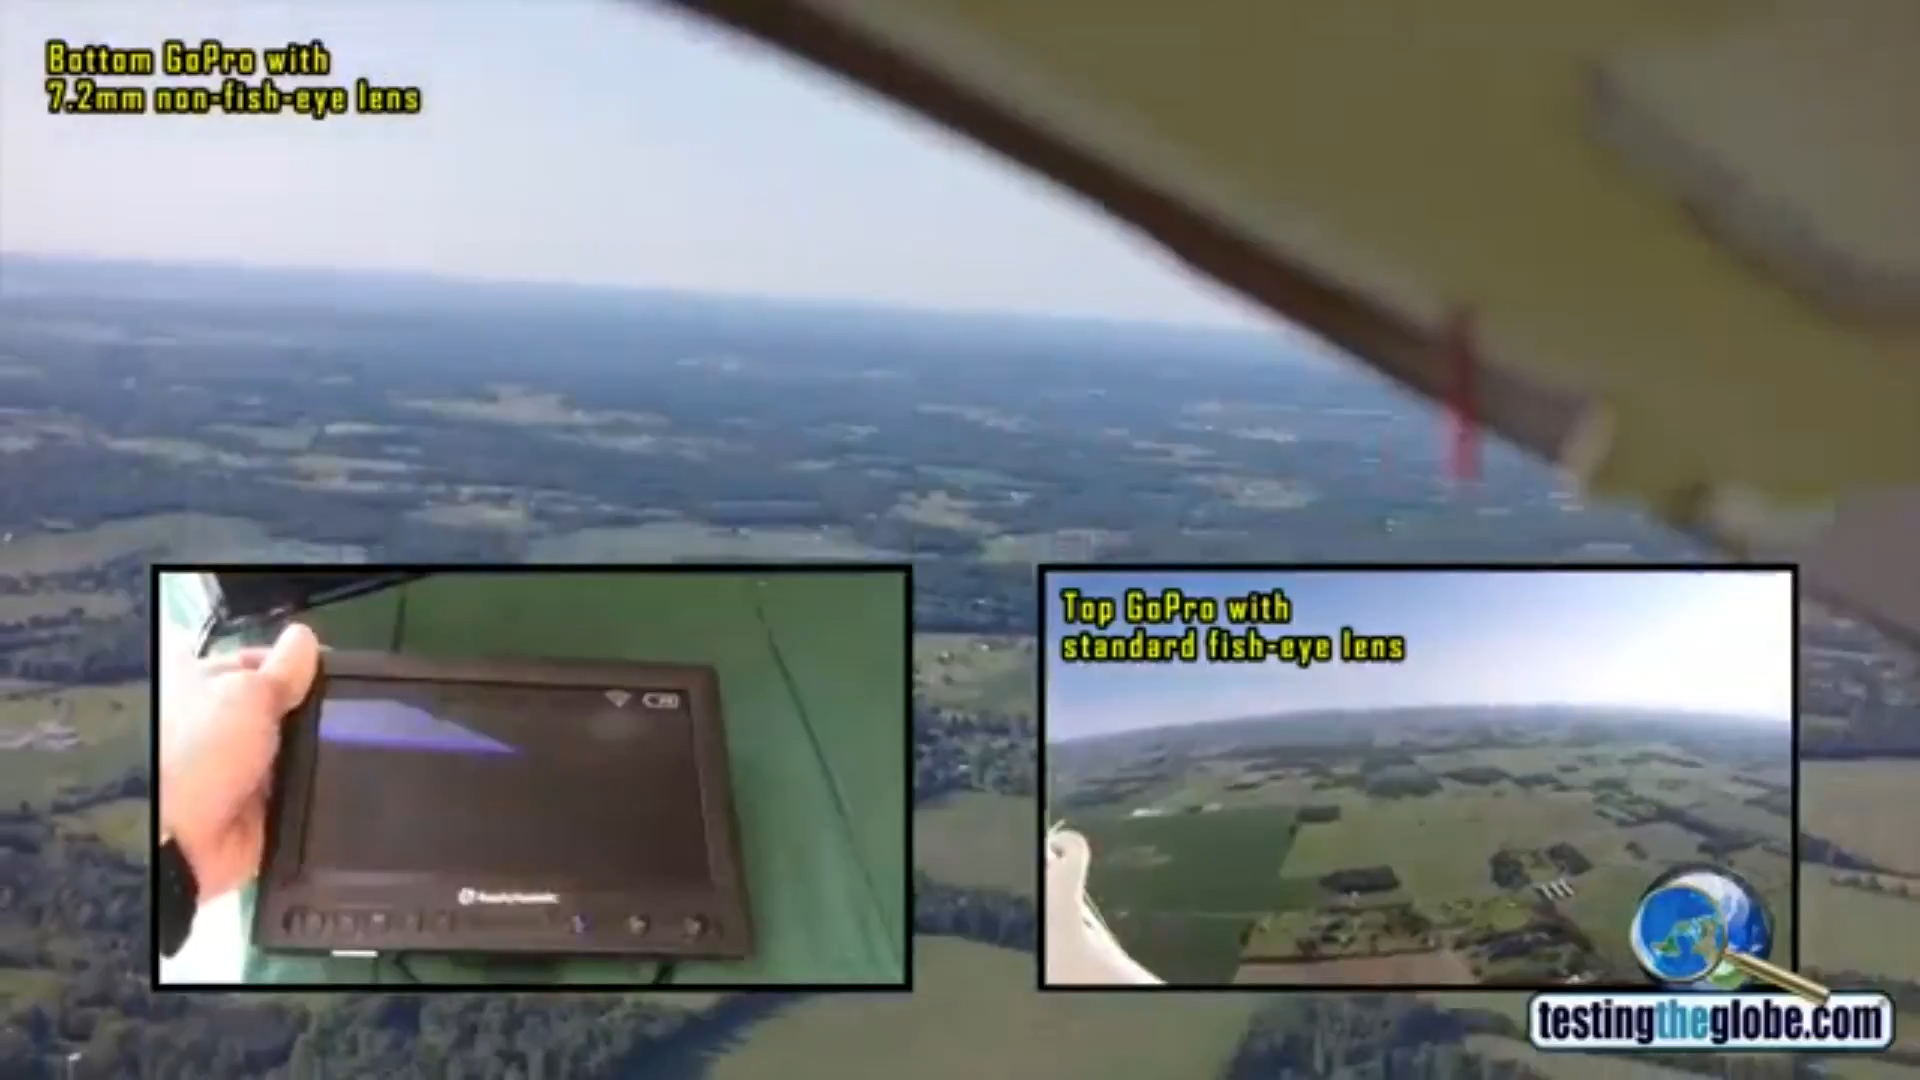 Bottom GoPro with
7.2mm non-fish-eye lens
Top GoPro with
standard fish-eye lens
testingtheglobe.com